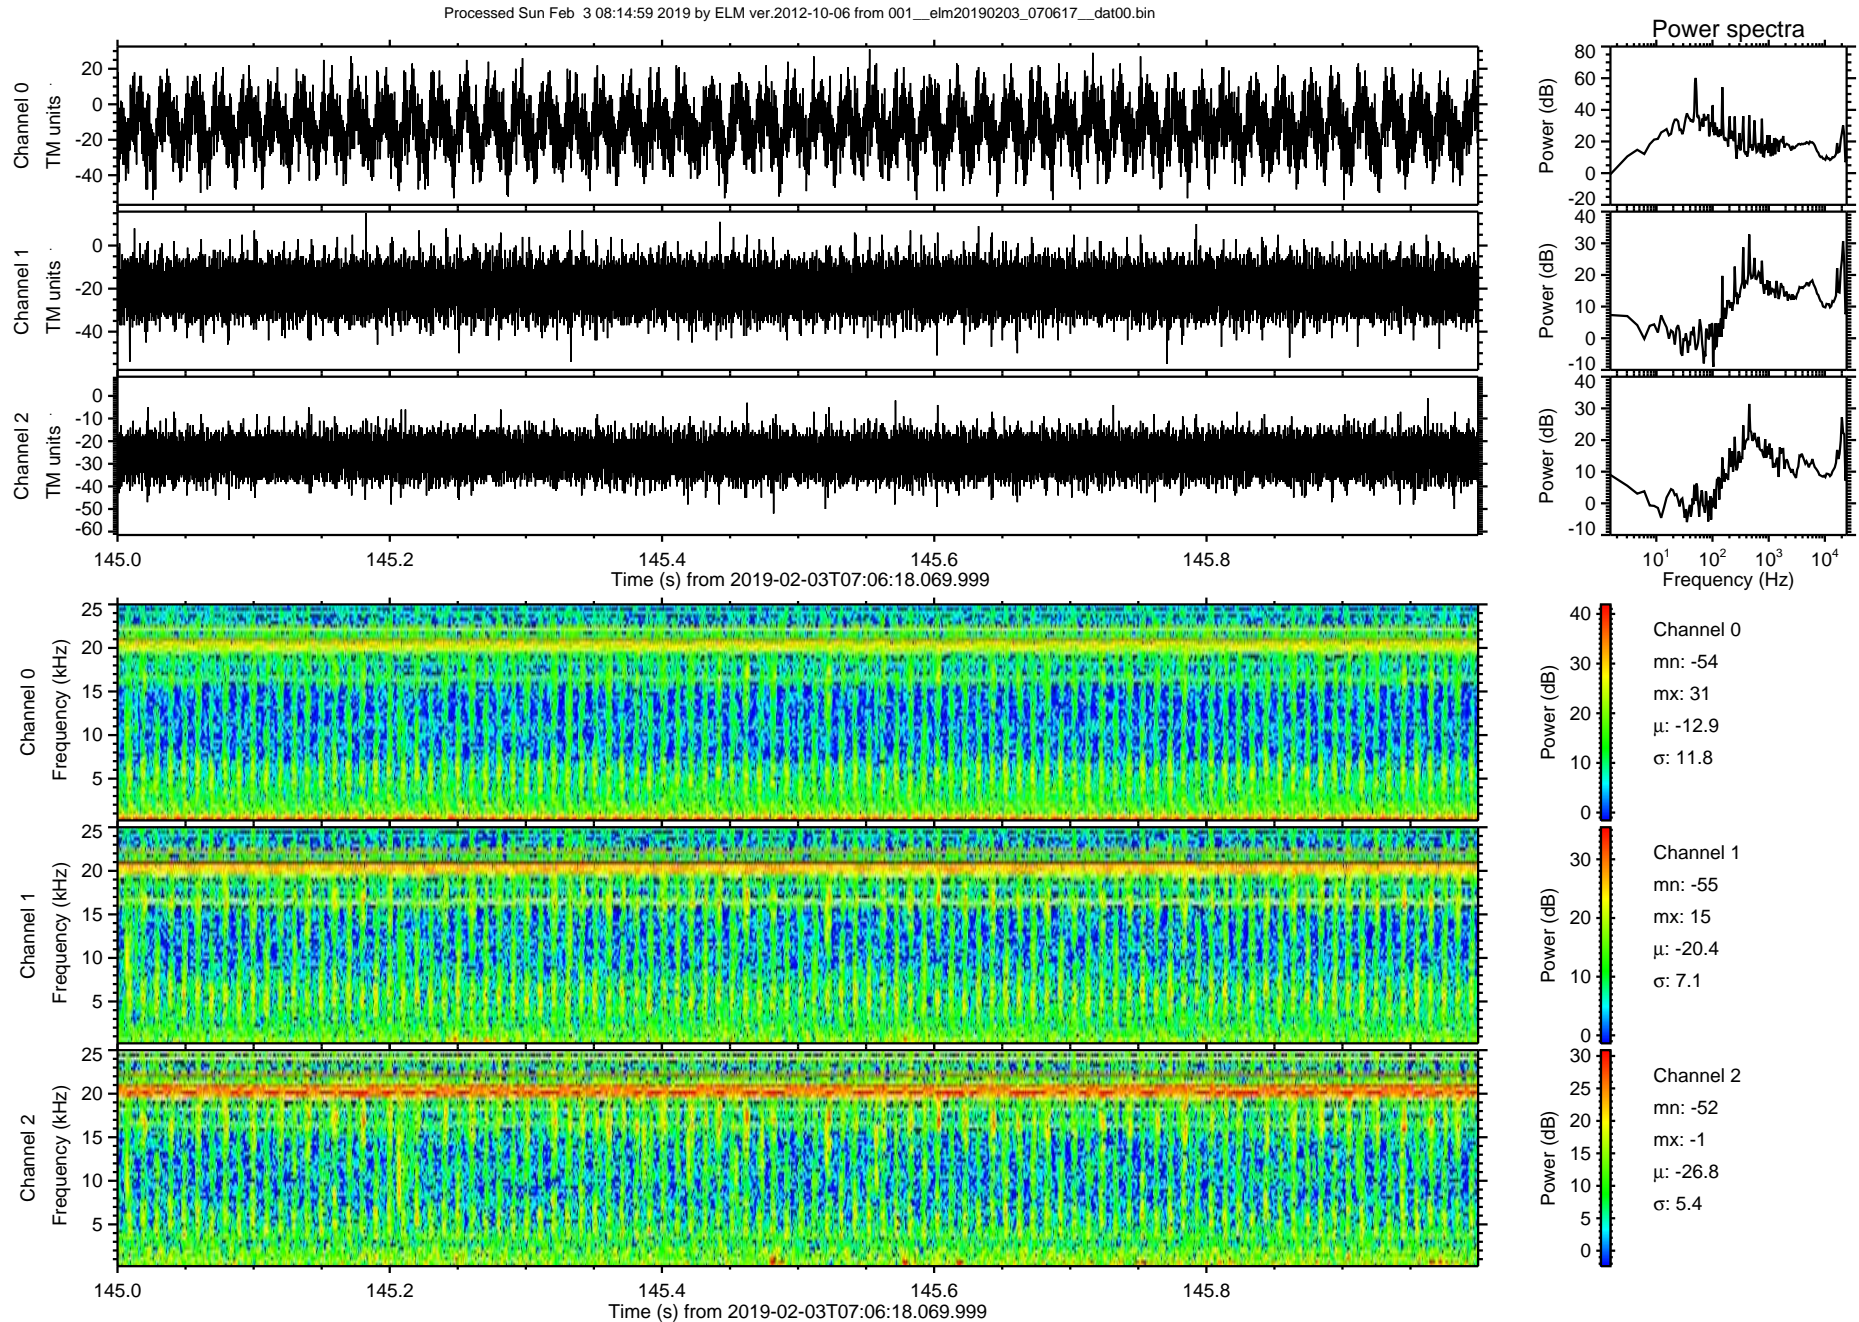 Processed Sun Feb  3 08:14:59 2019 by ELM ver.2012-10-06 from 001__elm20190203_070617__dat00.bin
Power spectra
Channel 0
TM units
20
0
-20
-40
Power (dB)
80
60
40
20
0
-20
Channel 1
TM units
0
-20
-40
Power (dB)
40
30
20
10
0
-10
Channel 2
TM units
0
-10
-20
-30
-40
-50
-60
Power (dB)
40
30
20
10
0
-10
145.0 145.2 145.4 145.6 145.8
Time (s) from 2019-02-03T07:06:18.069.999
10¹ 10² 10³ 10⁴
Frequency (Hz)
Channel 0
Frequency (kHz)
25
20
15
10
5
Power (dB)
40
30
20
10
0
Channel 0
mn: -54
mx: 31
μ: -12.9
σ: 11.8
Channel 1
Frequency (kHz)
25
20
15
10
5
Power (dB)
30
20
10
0
Channel 1
mn: -55
mx: 15
μ: -20.4
σ: 7.1
Channel 2
Frequency (kHz)
25
20
15
10
5
Power (dB)
30
25
20
15
10
5
0
Channel 2
mn: -52
mx: -1
μ: -26.8
σ: 5.4
145.0 145.2 145.4 145.6 145.8
Time (s) from 2019-02-03T07:06:18.069.999